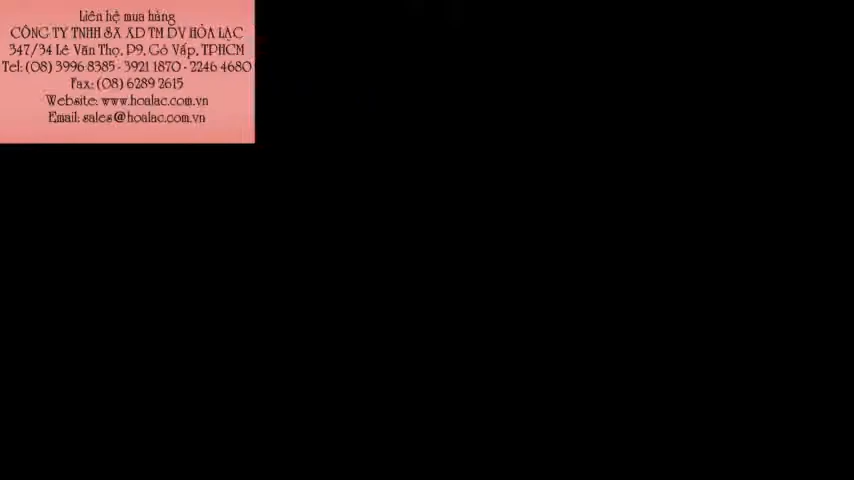 Liên hệ mua hàng
CÔNG TY TNHH SX XD TM DV HÒA LẠC
347/34 Lê Văn Thọ, P9, Gò Vấp, TPHCM
Tel: (08) 3996 8385 - 3921 1870 - 2246 4680
Fax: (08) 6289 2615
Website: www.hoalac.com.vn
Email: sales@hoalac.com.vn